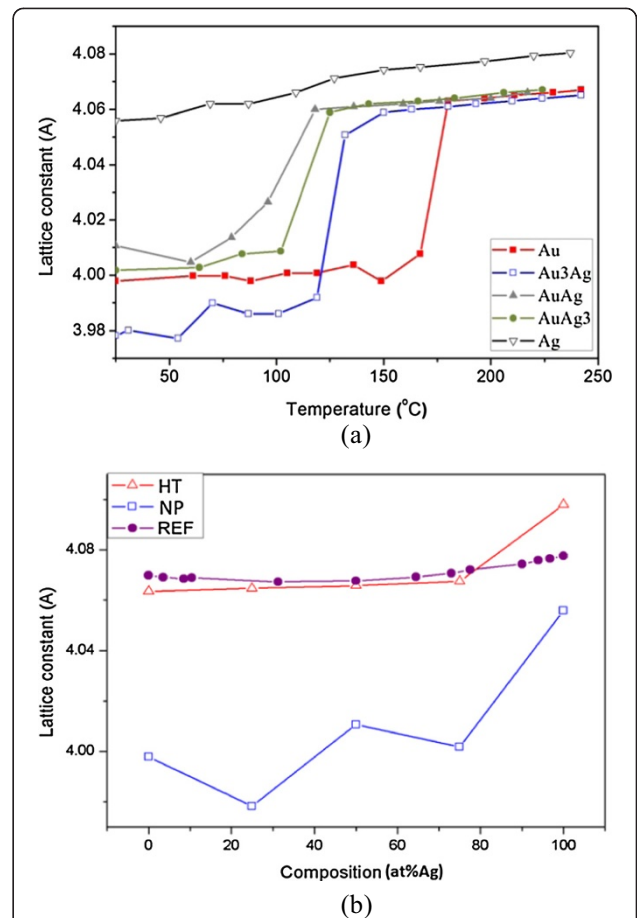 4.08
4.06
4.04
4.02
4.00
3.98
Lattice constant (A)
Au
Au3Ag
AuAg
AuAg3
Ag
50 100 150 200 250
Temperature (°C)
(a)
HT
NP
REF
4.08
4.04
4.00
Lattice constant (A)
0 20 40 60 80 100
Composition (at%Ag)
(b)